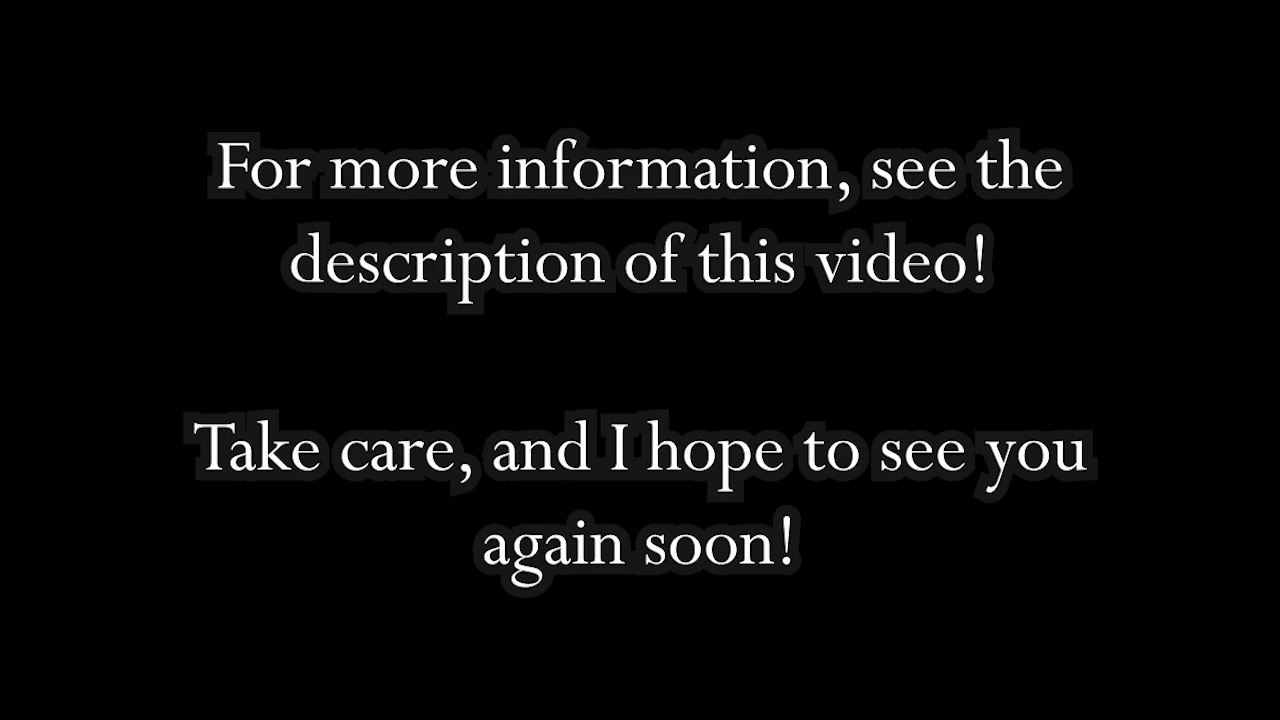 For more information, see the
description of this video!
Take care, and I hope to see you
again soon!